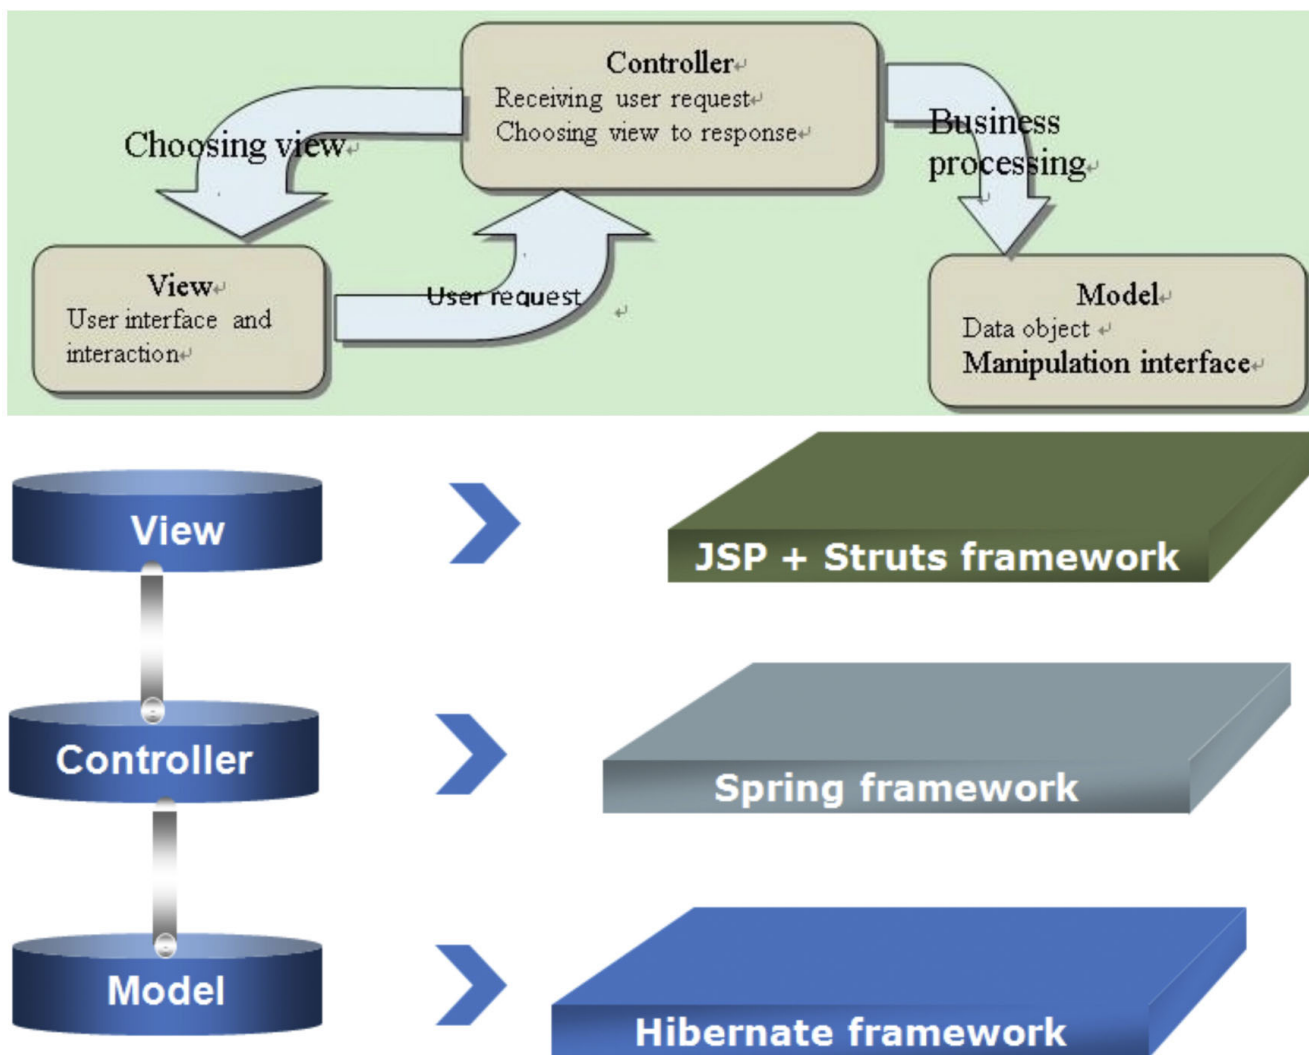 Controller
Receiving user request
Choosing view to response
Choosing view
Business
processing
View
User interface and
interaction
User request
Model
Data object
Manipulation interface
View
JSP + Struts framework
Controller
Spring framework
Model
Hibernate framework